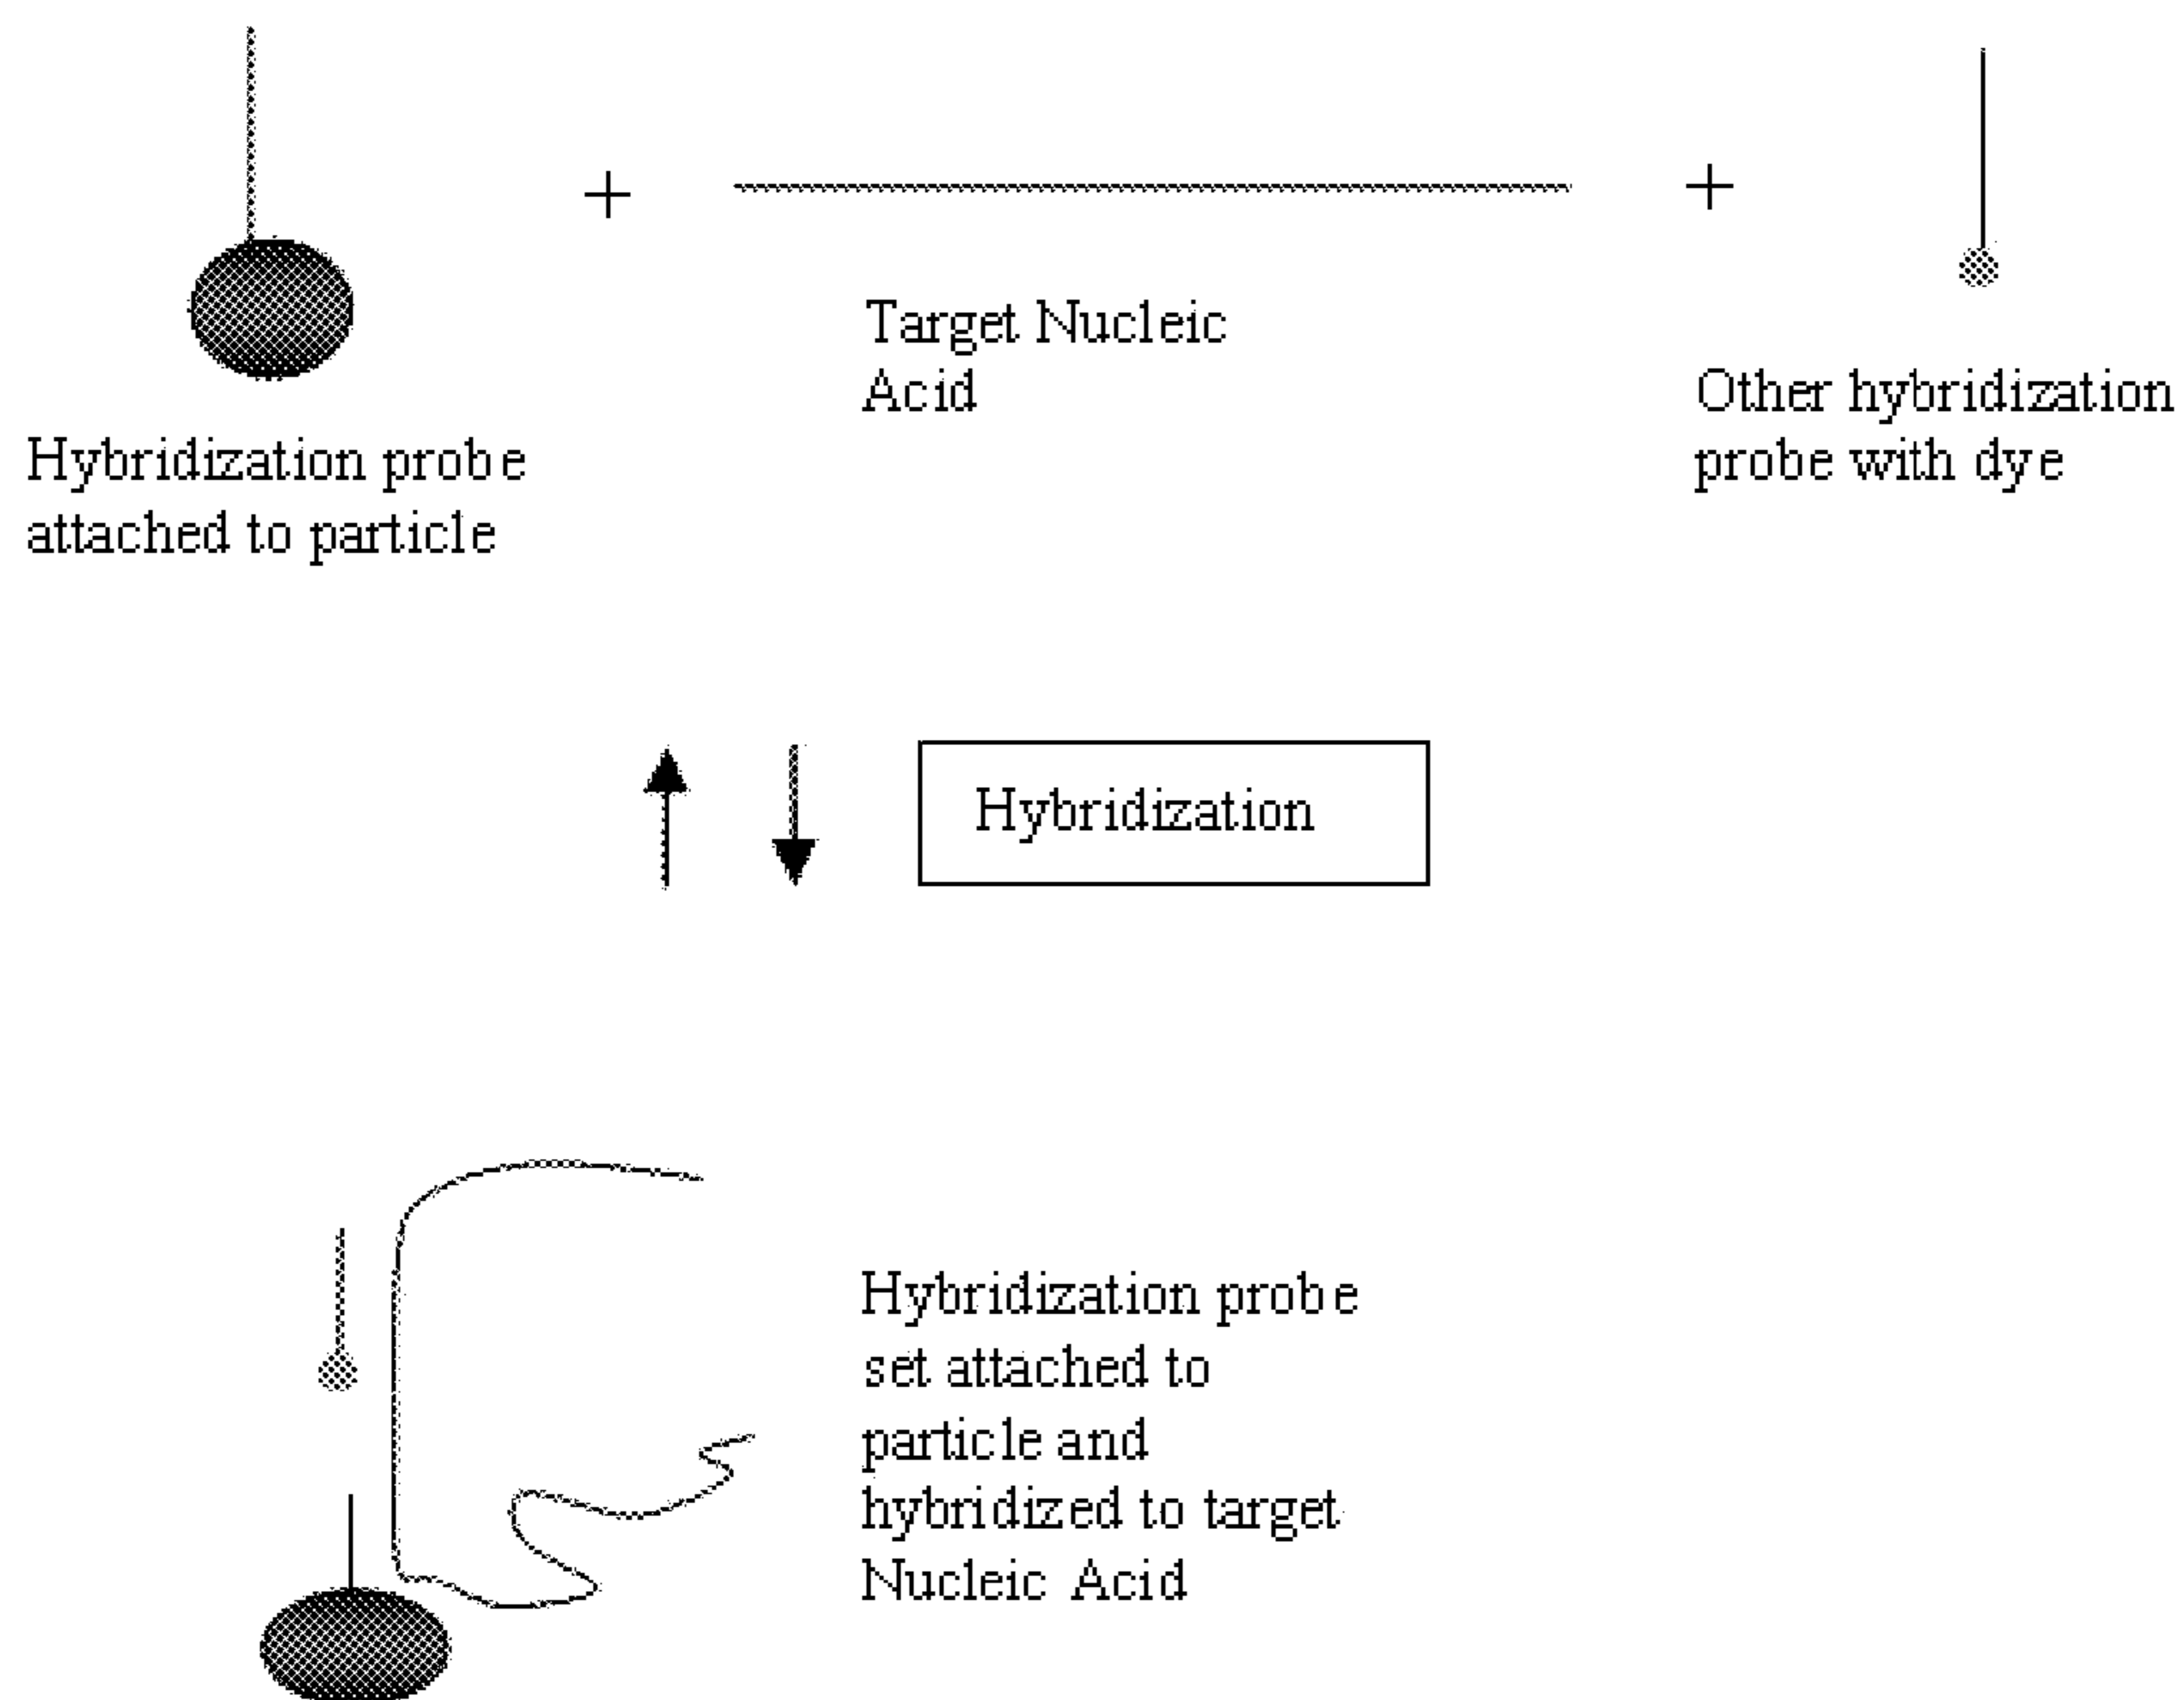 +
+
Target Nucleic
Acid
Hybridization probe
attached to particle
Other hybridization
probe with dye
Hybridization
Hybridization probe
set attached to
particle and
hybridized to target
Nucleic Acid